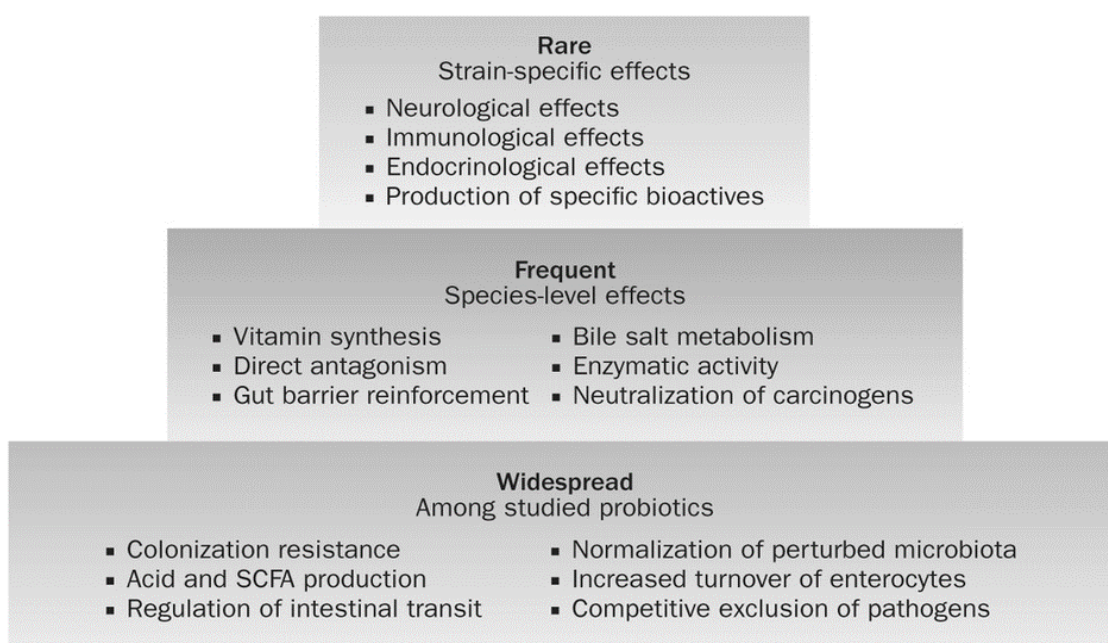 Rare
Strain-specific effects
▪ Neurological effects
▪ Immunological effects
▪ Endocrinological effects
▪ Production of specific bioactives
Frequent
Species-level effects
▪ Vitamin synthesis
▪ Direct antagonism
▪ Gut barrier reinforcement
▪ Bile salt metabolism
▪ Enzymatic activity
▪ Neutralization of carcinogens
Widespread
Among studied probiotics
▪ Colonization resistance
▪ Acid and SCFA production
▪ Regulation of intestinal transit
▪ Normalization of perturbed microbiota
▪ Increased turnover of enterocytes
▪ Competitive exclusion of pathogens